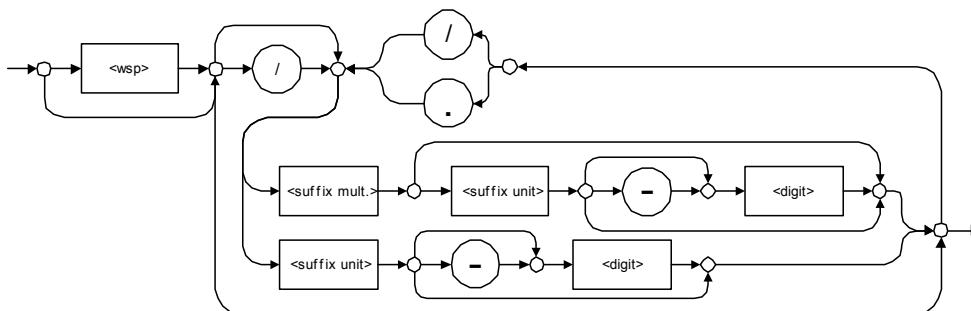 /
<wsp>
/
.
<suffix mult.>
<suffix unit>
-
<digit>
<suffix unit>
-
<digit>